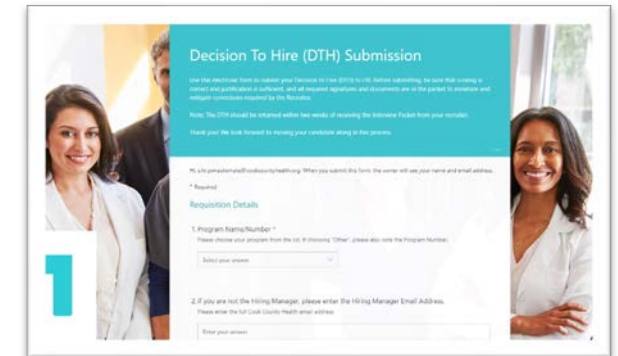 Decision To Hire (DTH) Submission
Use this electronic form to submit your Decision to Hire (DTH) to HR. Before submitting, be sure that scoring is
correct and justification is sufficient, and all required signatures and documents are in the packet to
mitigate corrections required by the Recruiter.
Note: The DTH should be returned within two weeks of receiving the Interview Packet from your recruiter.
Thank you! We look forward to moving your candidate along in this process.
When you submit this form, the owner will see your name and email address.
* Required
Requisition Details
1. Program Name/Number *
Please choose your program from the list. If choosing "Other", please also note the Program Number.
Select your answer
1
2. If you are not the Hiring Manager, please enter the Hiring Manager Email Address.
Please enter the full Cook County Health email address
Enter your answer